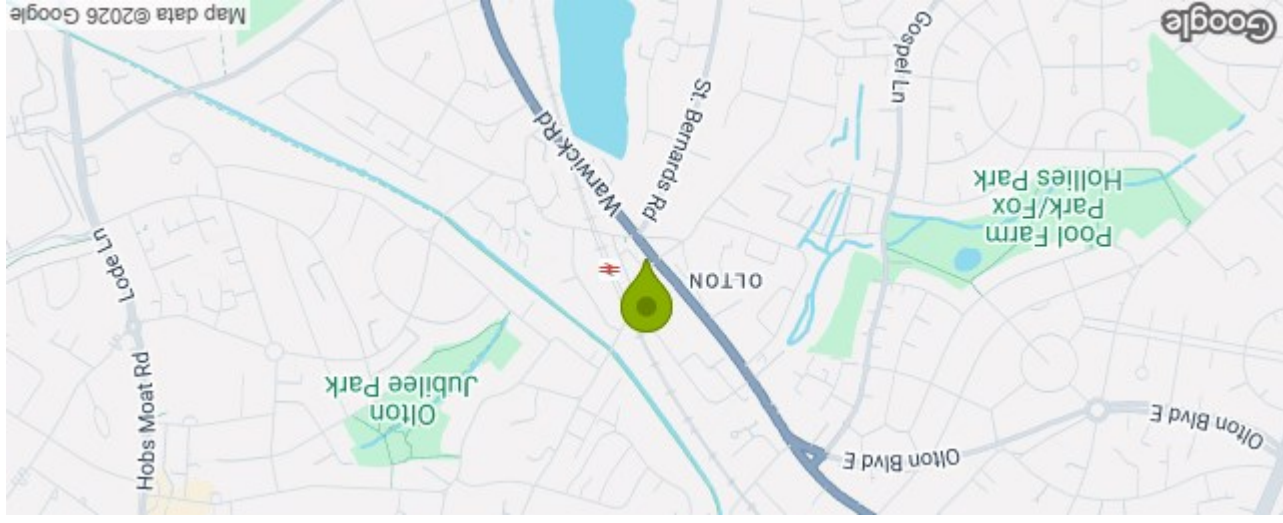 Hobs Moat Rd
Olton
Jubilee Park
Olton Blvd E
Olton Blvd E
Lode Ln
OLTON
Pool Farm
Park/Fox
Hollies Park
Warwick Rd
St. Bernards Rd
Gospel Ln
Google
Map data ©2026 Google